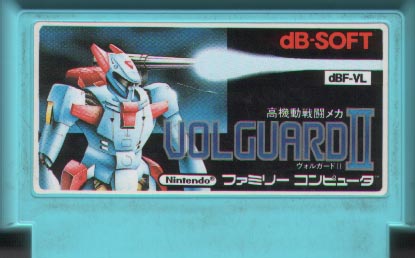 dB-SOFT
dBF-VL
高機動戦闘メカ
VOLGUARD II
ヴォルガードII
Nintendo ファミリーコンピュータ